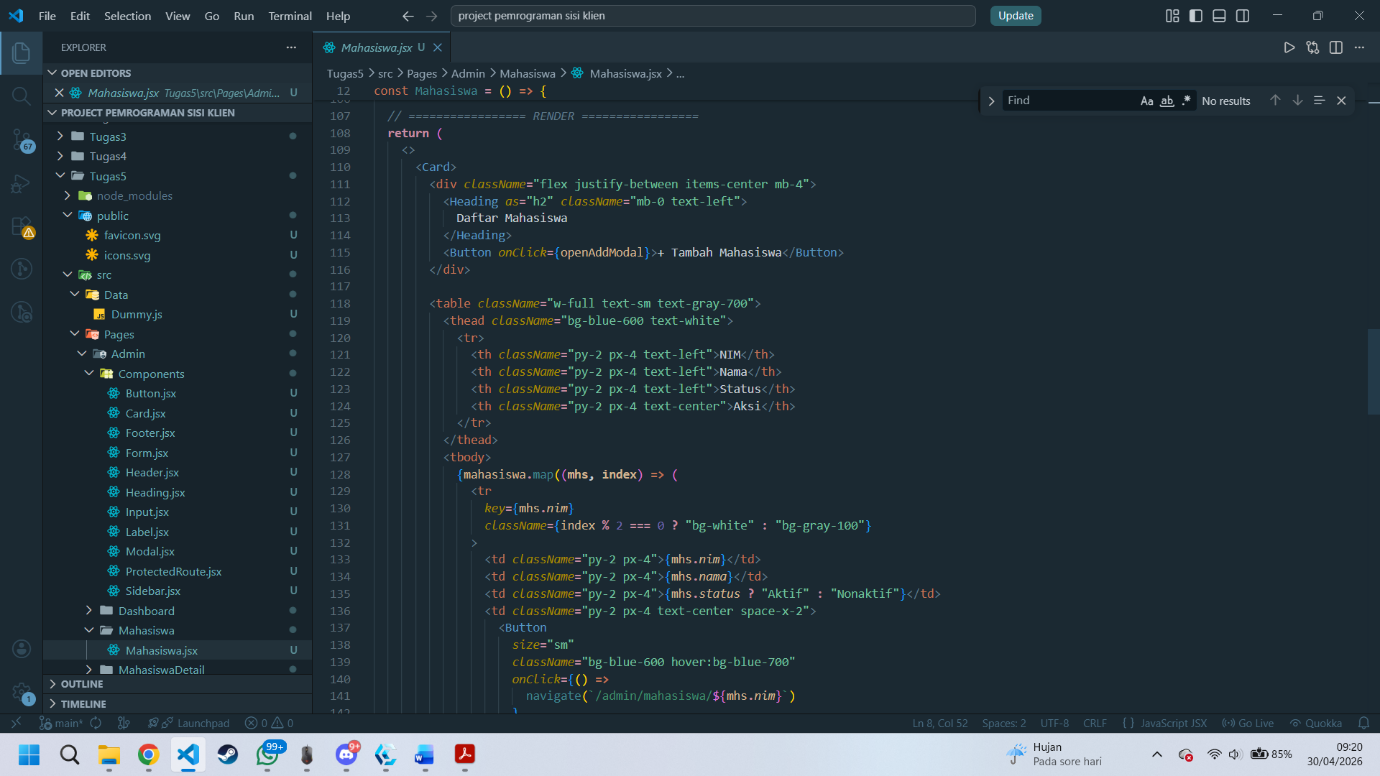 File Edit Selection View Go Run Terminal Help
project pemrograman sisi klien
Update
EXPLORER
OPEN EDITORS
Mahasiswa.jsx Tugas5\src\Pages\Admi... U
PROJECT PEMROGRAMAN SISI KLIEN
Tugas3
Tugas4
Tugas5
node_modules
public
favicon.svg U
icons.svg U
src
Data
Dummy.js U
Pages
Admin
Components
Button.jsx U
Card.jsx U
Footer.jsx U
Form.jsx U
Header.jsx U
Heading.jsx U
Input.jsx U
Label.jsx U
Modal.jsx U
ProtectedRoute.jsx U
Sidebar.jsx U
Dashboard
Mahasiswa
Mahasiswa.jsx U
MahasiswaDetail
OUTLINE
TIMELINE
67
1
Mahasiswa.jsx U
Tugas5 > src > Pages > Admin > Mahasiswa > Mahasiswa.jsx > ...
Find
Aa ab .*
No results
12 const Mahasiswa = () => {
107 // ================= RENDER =================
108 return (
109 <>
110 <Card>
111 <div className="flex justify-between items-center mb-4">
112 <Heading as="h2" className="mb-0 text-left">
113 Daftar Mahasiswa
114 </Heading>
115 <Button onClick={openAddModal}>+ Tambah Mahasiswa</Button>
116 </div>
117
118 <table className="w-full text-sm text-gray-700">
119 <thead className="bg-blue-600 text-white">
120 <tr>
121 <th className="py-2 px-4 text-left">NIM</th>
122 <th className="py-2 px-4 text-left">Nama</th>
123 <th className="py-2 px-4 text-left">Status</th>
124 <th className="py-2 px-4 text-center">Aksi</th>
125 </tr>
126 </thead>
127 <tbody>
128 {mahasiswa.map((mhs, index) => (
129 <tr
130 key={mhs.nim}
131 className={index % 2 === 0 ? "bg-white" : "bg-gray-100"}
132 >
133 <td className="py-2 px-4">{mhs.nim}</td>
134 <td className="py-2 px-4">{mhs.nama}</td>
135 <td className="py-2 px-4">{mhs.status ? "Aktif" : "Nonaktif"}</td>
136 <td className="py-2 px-4 text-center space-x-2">
137 <Button
138 size="sm"
139 className="bg-blue-600 hover:bg-blue-700"
140 onClick={() =>
141 navigate(`/admin/mahasiswa/${mhs.nim}`)
main*
Launchpad
0 0
Ln 8, Col 52
Spaces: 2
UTF-8
CRLF
{ } JavaScript JSX
Go Live
Quokka
99+
9+
Hujan
Pada sore hari
85%
09:20
30/04/2026